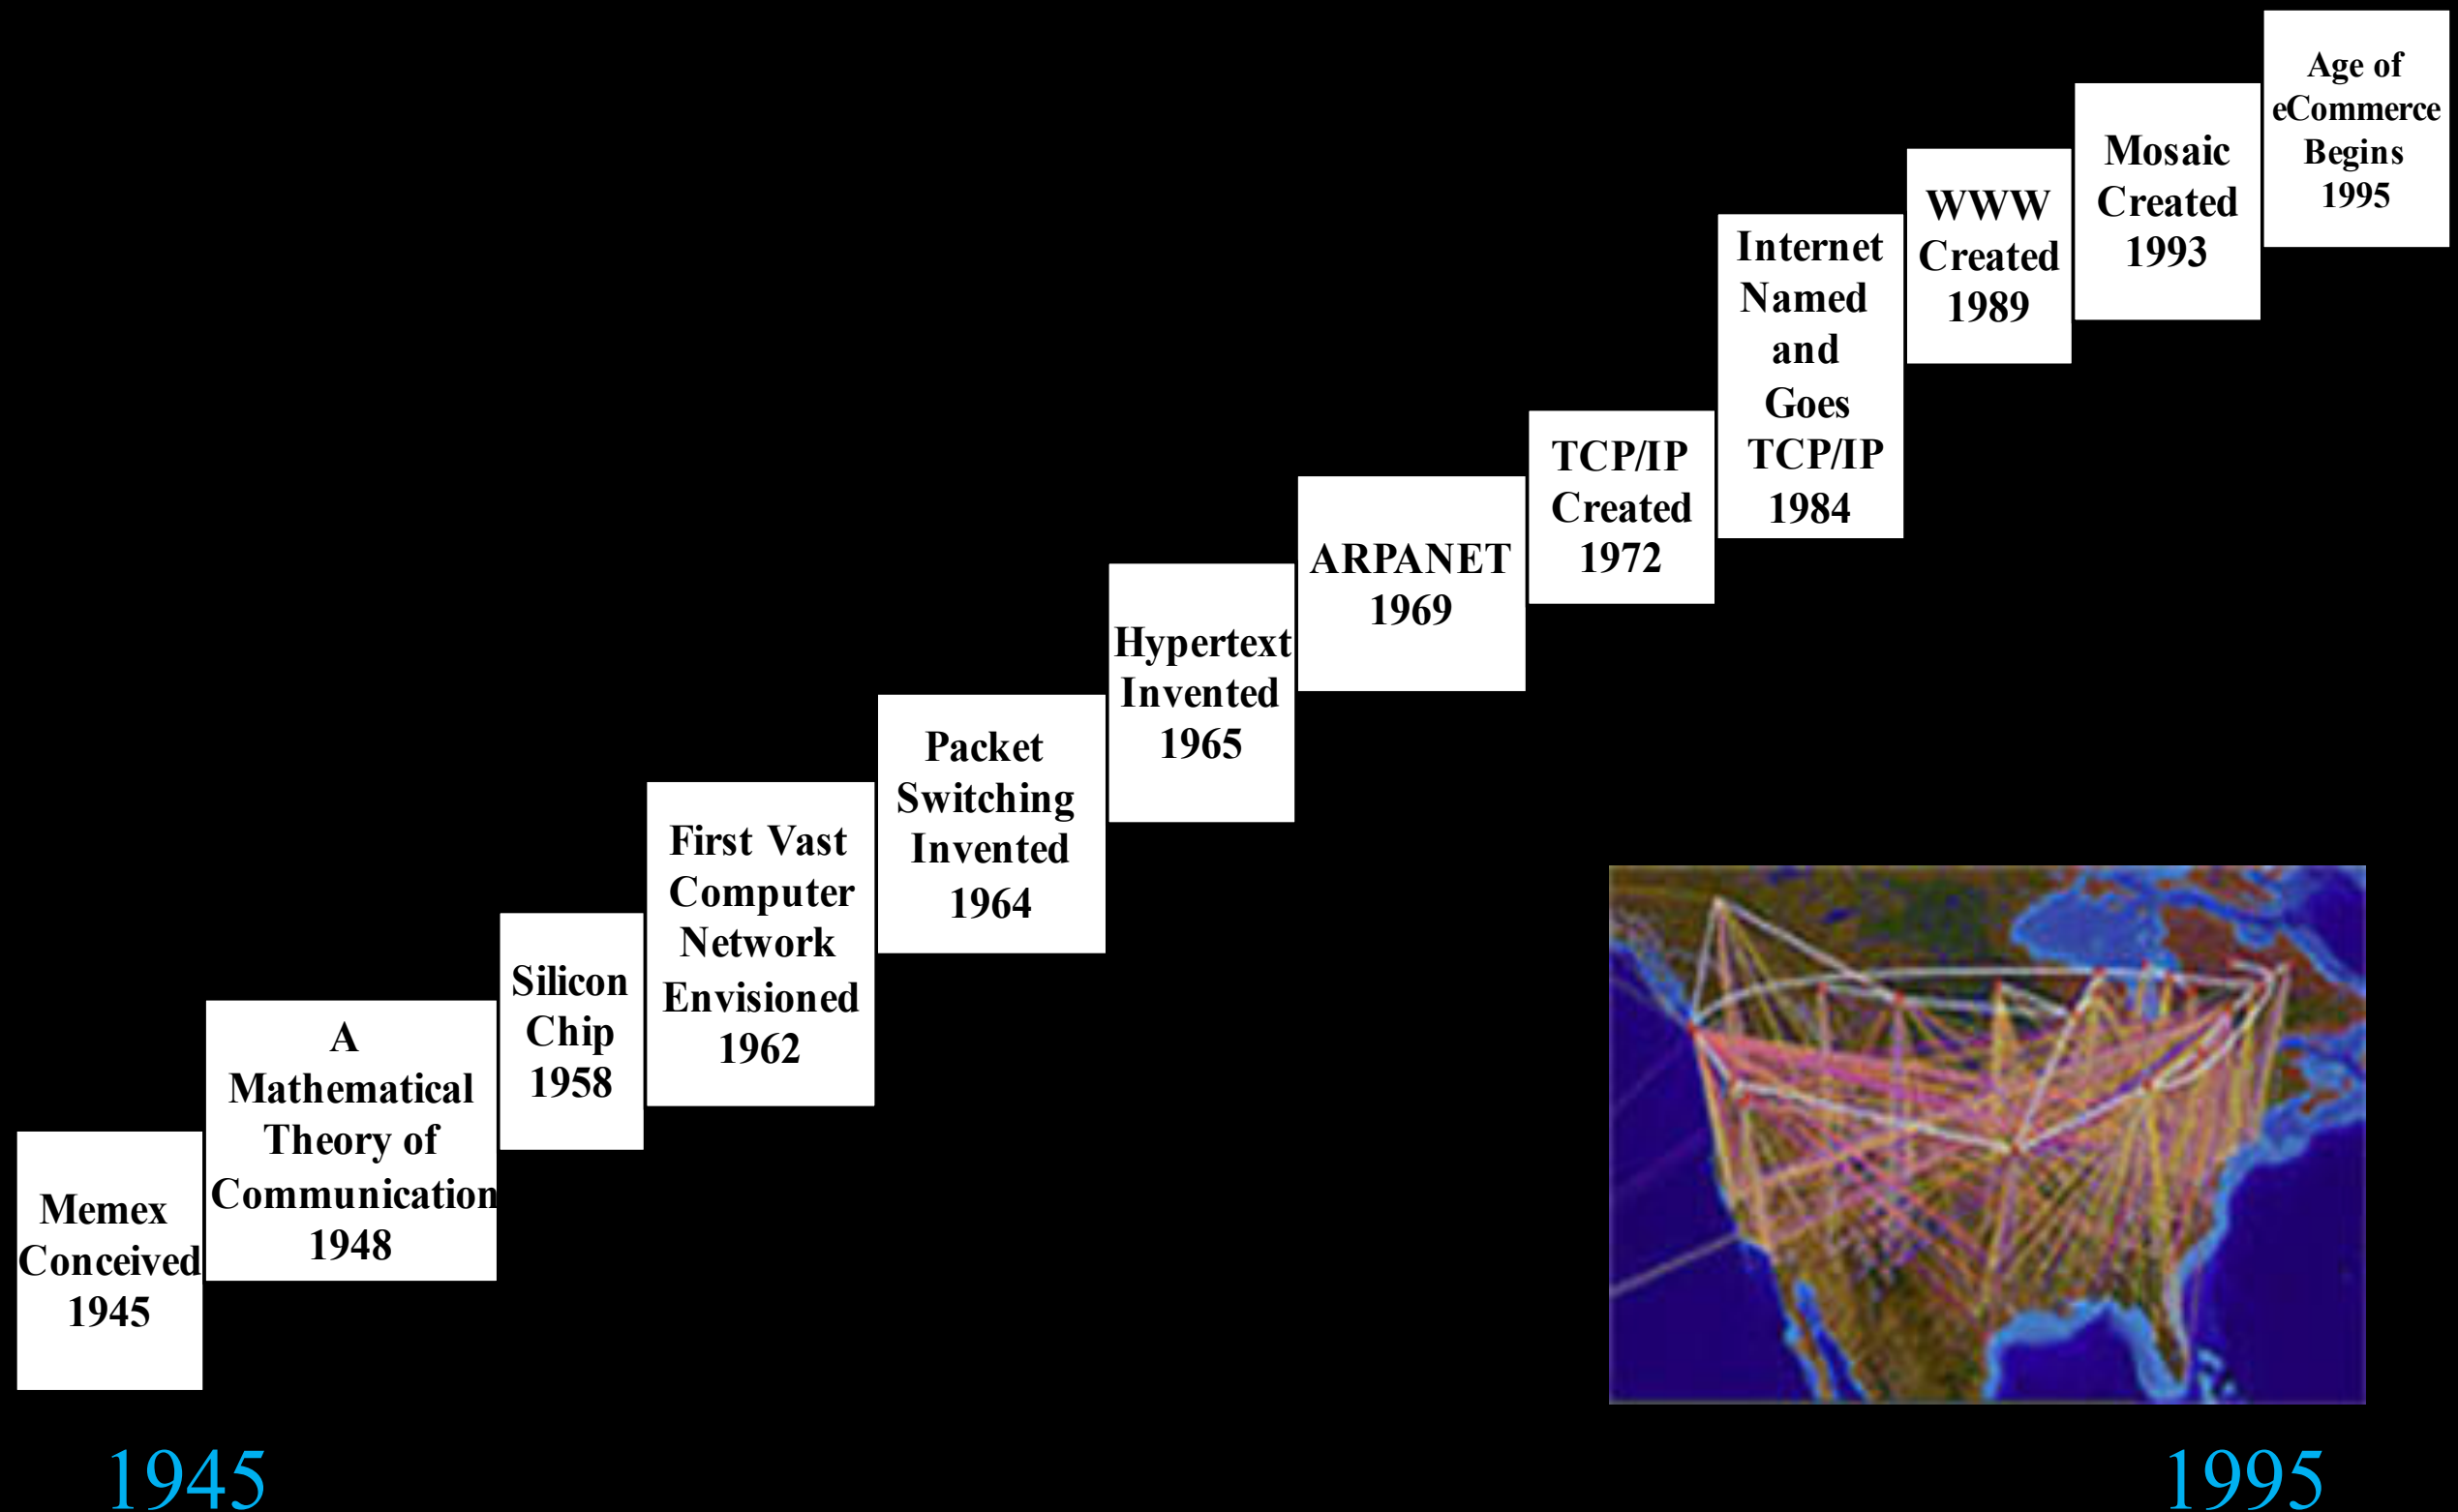 Memex
Conceived
1945
A
Mathematical
Theory of
Communication
1948
Silicon
Chip
1958
First Vast
Computer
Network
Envisioned
1962
Packet
Switching
Invented
1964
Hypertext
Invented
1965
ARPANET
1969
TCP/IP
Created
1972
Internet
Named
and
Goes
TCP/IP
1984
WWW
Created
1989
Mosaic
Created
1993
Age of
eCommerce
Begins
1995
1945
1995